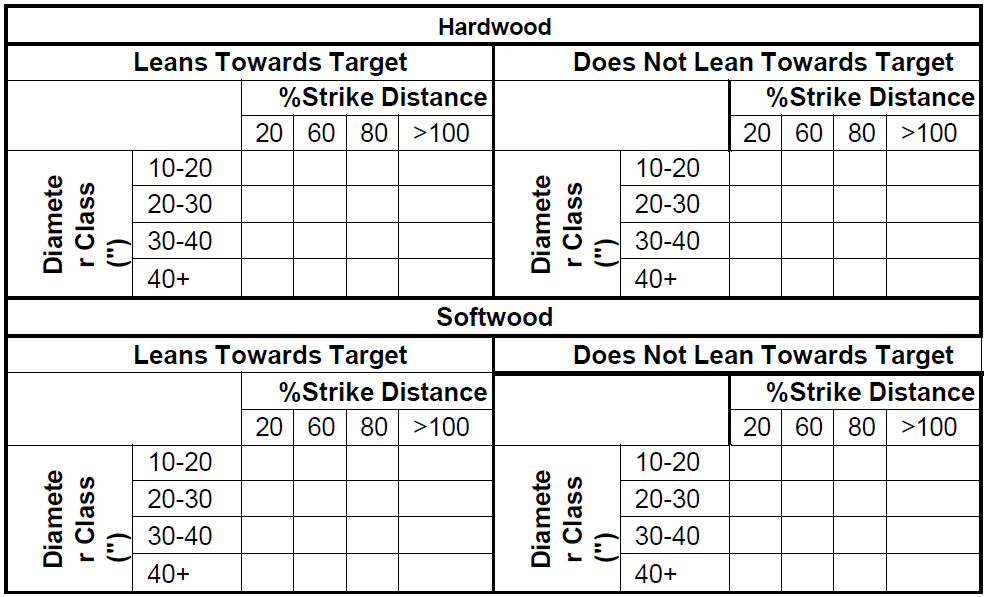 Hardwood
Leans Towards Target Does Not Lean Towards Target
%Strike Distance %Strike Distance
20 60 80 >100 20 60 80 >100
Diamete
r Class
(")
10-20
20-30
30-40
40+
Diamete
r Class
(")
10-20
20-30
30-40
40+
Softwood
Leans Towards Target Does Not Lean Towards Target
%Strike Distance %Strike Distance
20 60 80 >100 20 60 80 >100
Diamete
r Class
(")
10-20
20-30
30-40
40+
Diamete
r Class
(")
10-20
20-30
30-40
40+